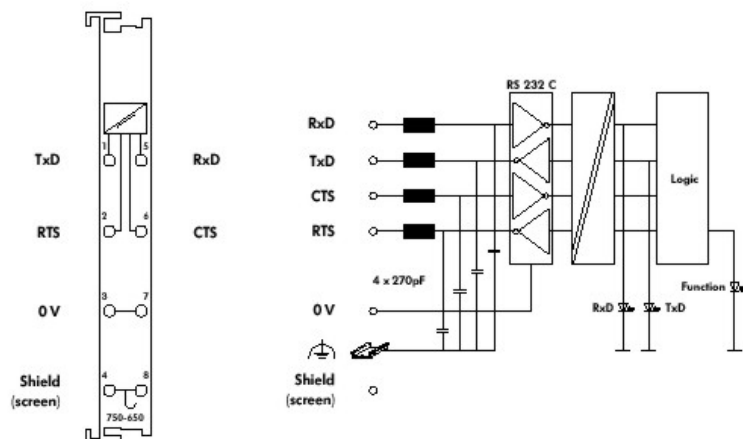 1
5
TxD
RxD
2
6
RTS
CTS
3
7
0 V
4
8
Shield
(screen)
750-650
RS 232 C
RxD
TxD
CTS
RTS
Logic
4 x 270pF
Function
RxD
TxD
0 V
Shield
(screen)